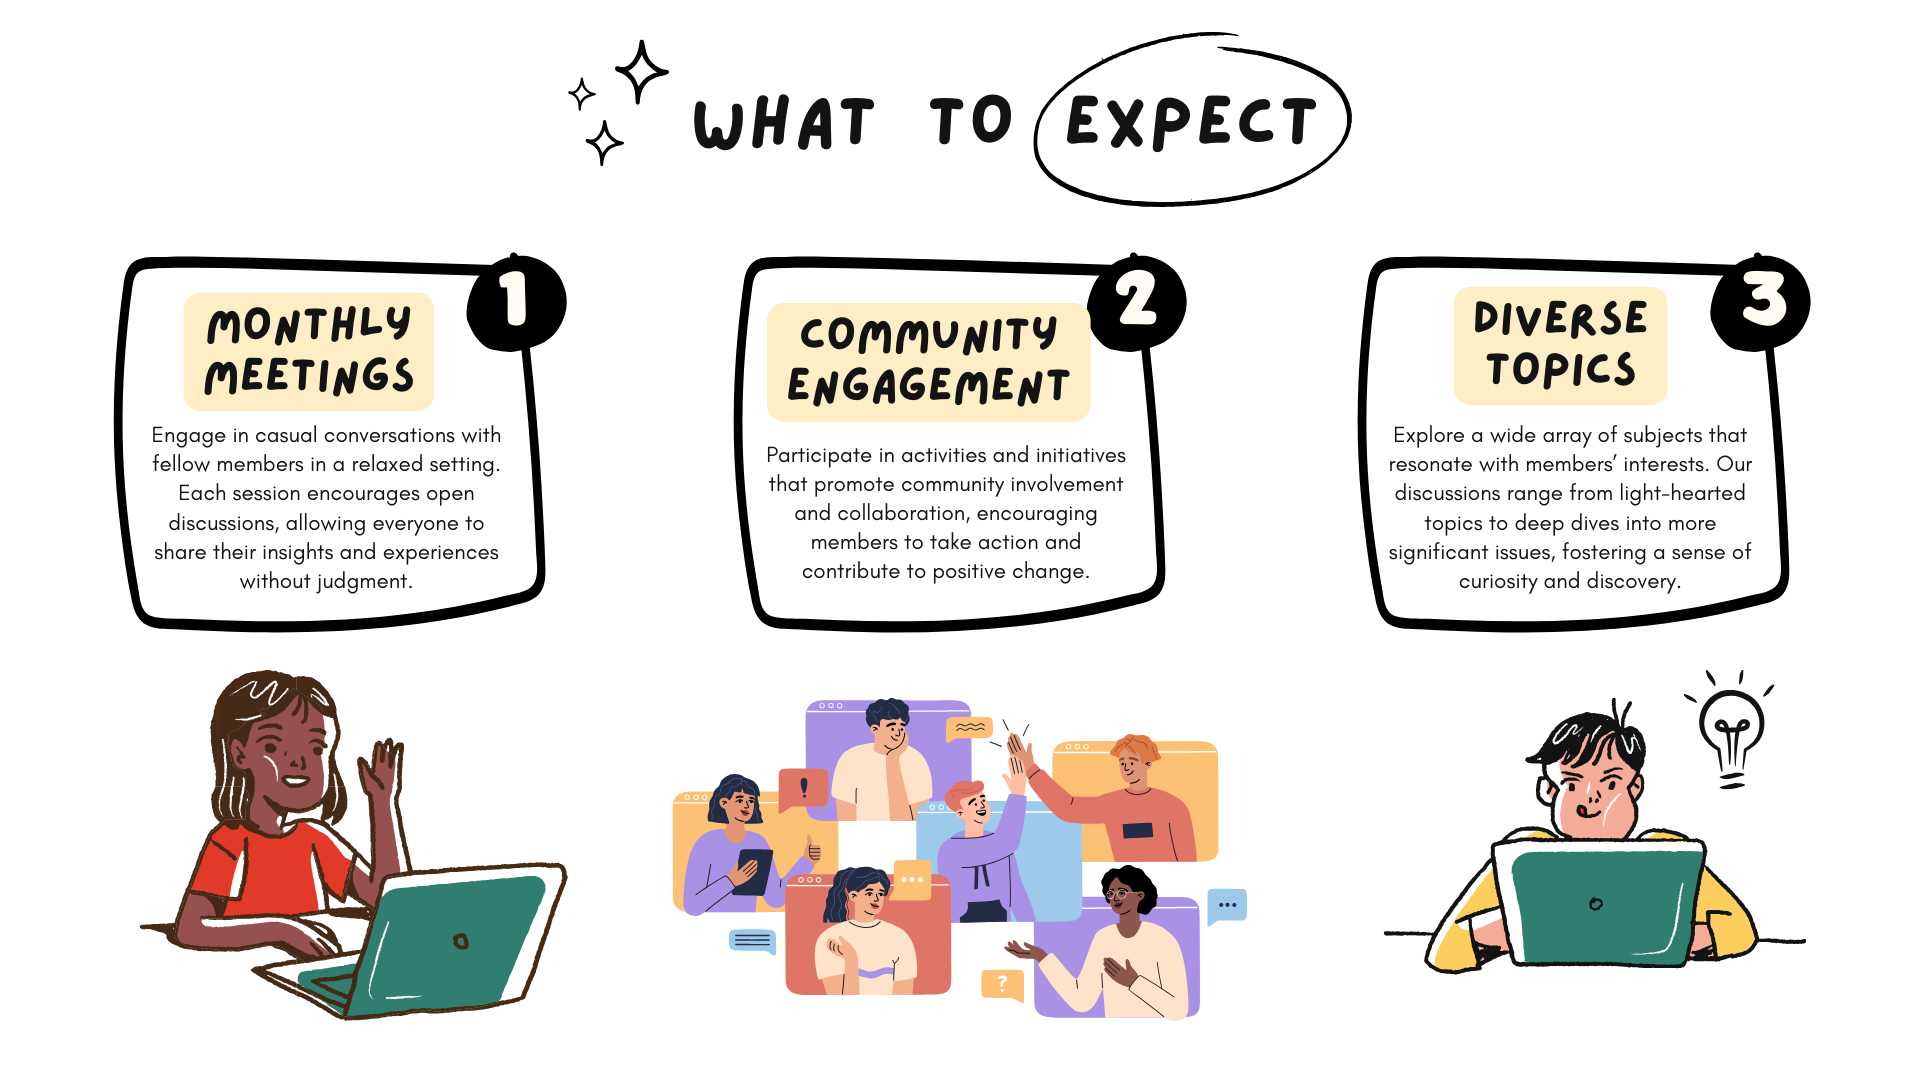 WHAT TO EXPECT
1
MONTHLY
MEETINGS
Engage in casual conversations with
fellow members in a relaxed setting.
Each session encourages open
discussions, allowing everyone to
share their insights and experiences
without judgment.
2
COMMUNITY
ENGAGEMENT
Participate in activities and initiatives
that promote community involvement
and collaboration, encouraging
members to take action and
contribute to positive change.
3
DIVERSE
TOPICS
Explore a wide array of subjects that
resonate with members’ interests. Our
discussions range from light-hearted
topics to deep dives into more
significant issues, fostering a sense of
curiosity and discovery.
!
?